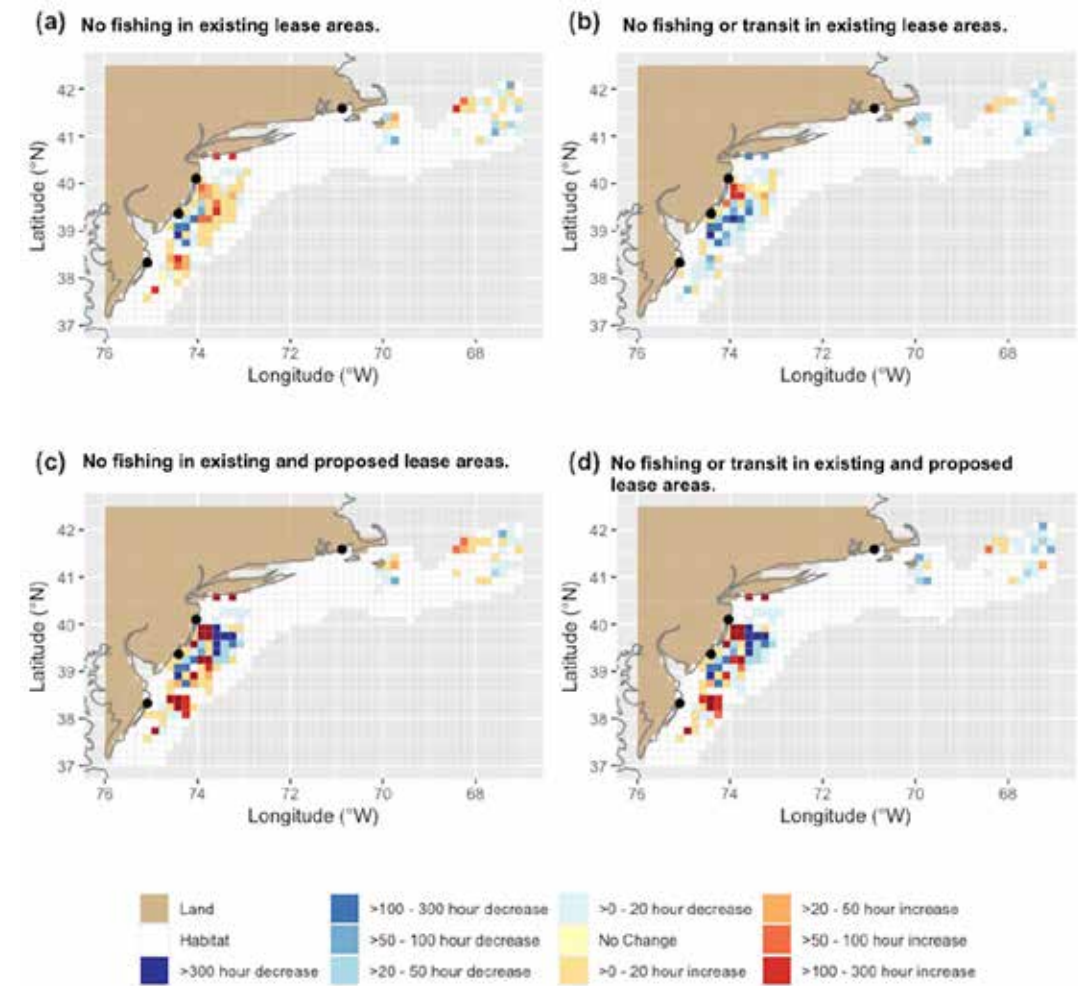 (a) No fishing in existing lease areas.
(b) No fishing or transit in existing lease areas.
42
41
40
39
38
37
Latitude (°N)
76 74 72 70 68
Longitude (°W)
42
41
40
39
38
37
Latitude (°N)
76 74 72 70 68
Longitude (°W)
(c) No fishing in existing and proposed lease areas.
(d) No fishing or transit in existing and proposed
lease areas.
42
41
40
39
38
37
Latitude (°N)
76 74 72 70 68
Longitude (°W)
42
41
40
39
38
37
Latitude (°N)
76 74 72 70 68
Longitude (°W)
Land >100 - 300 hour decrease >0 - 20 hour decrease >20 - 50 hour increase
Habitat >50 - 100 hour decrease No Change >50 - 100 hour increase
>300 hour decrease >20 - 50 hour decrease >0 - 20 hour increase >100 - 300 hour increase